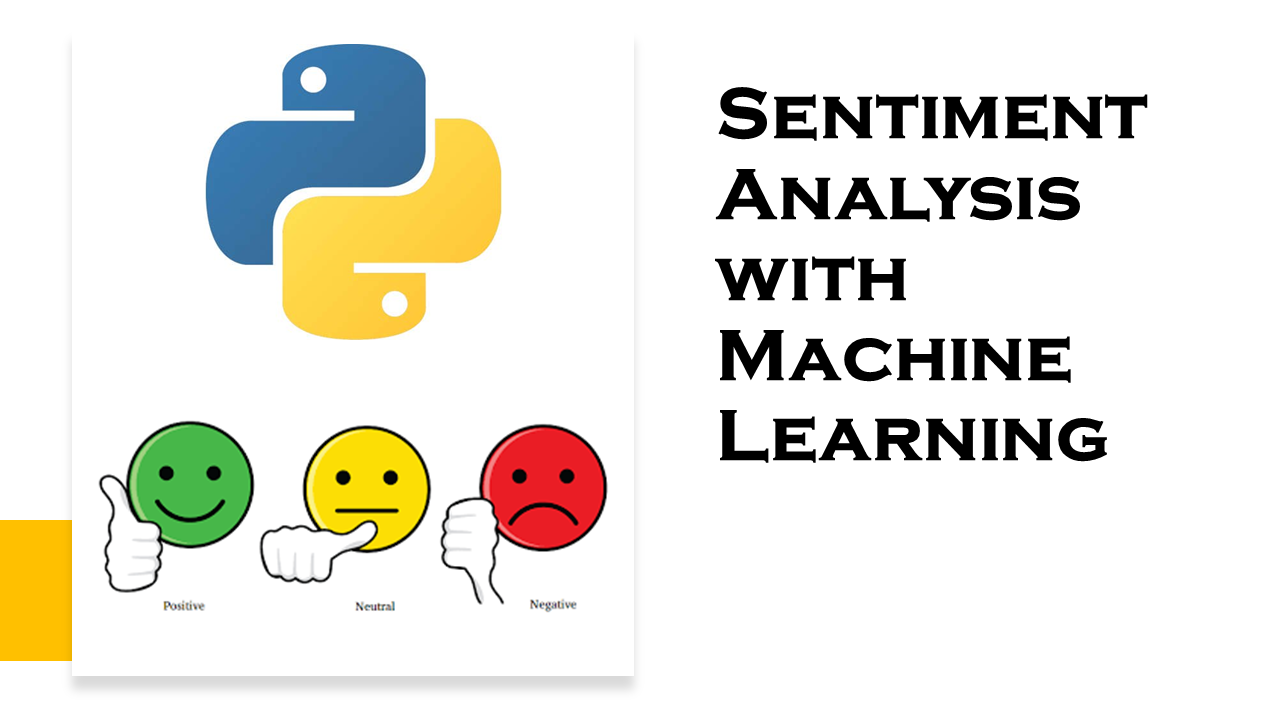 Sentiment
Analysis
with
Machine
Learning
Positive
Neutral
Negative